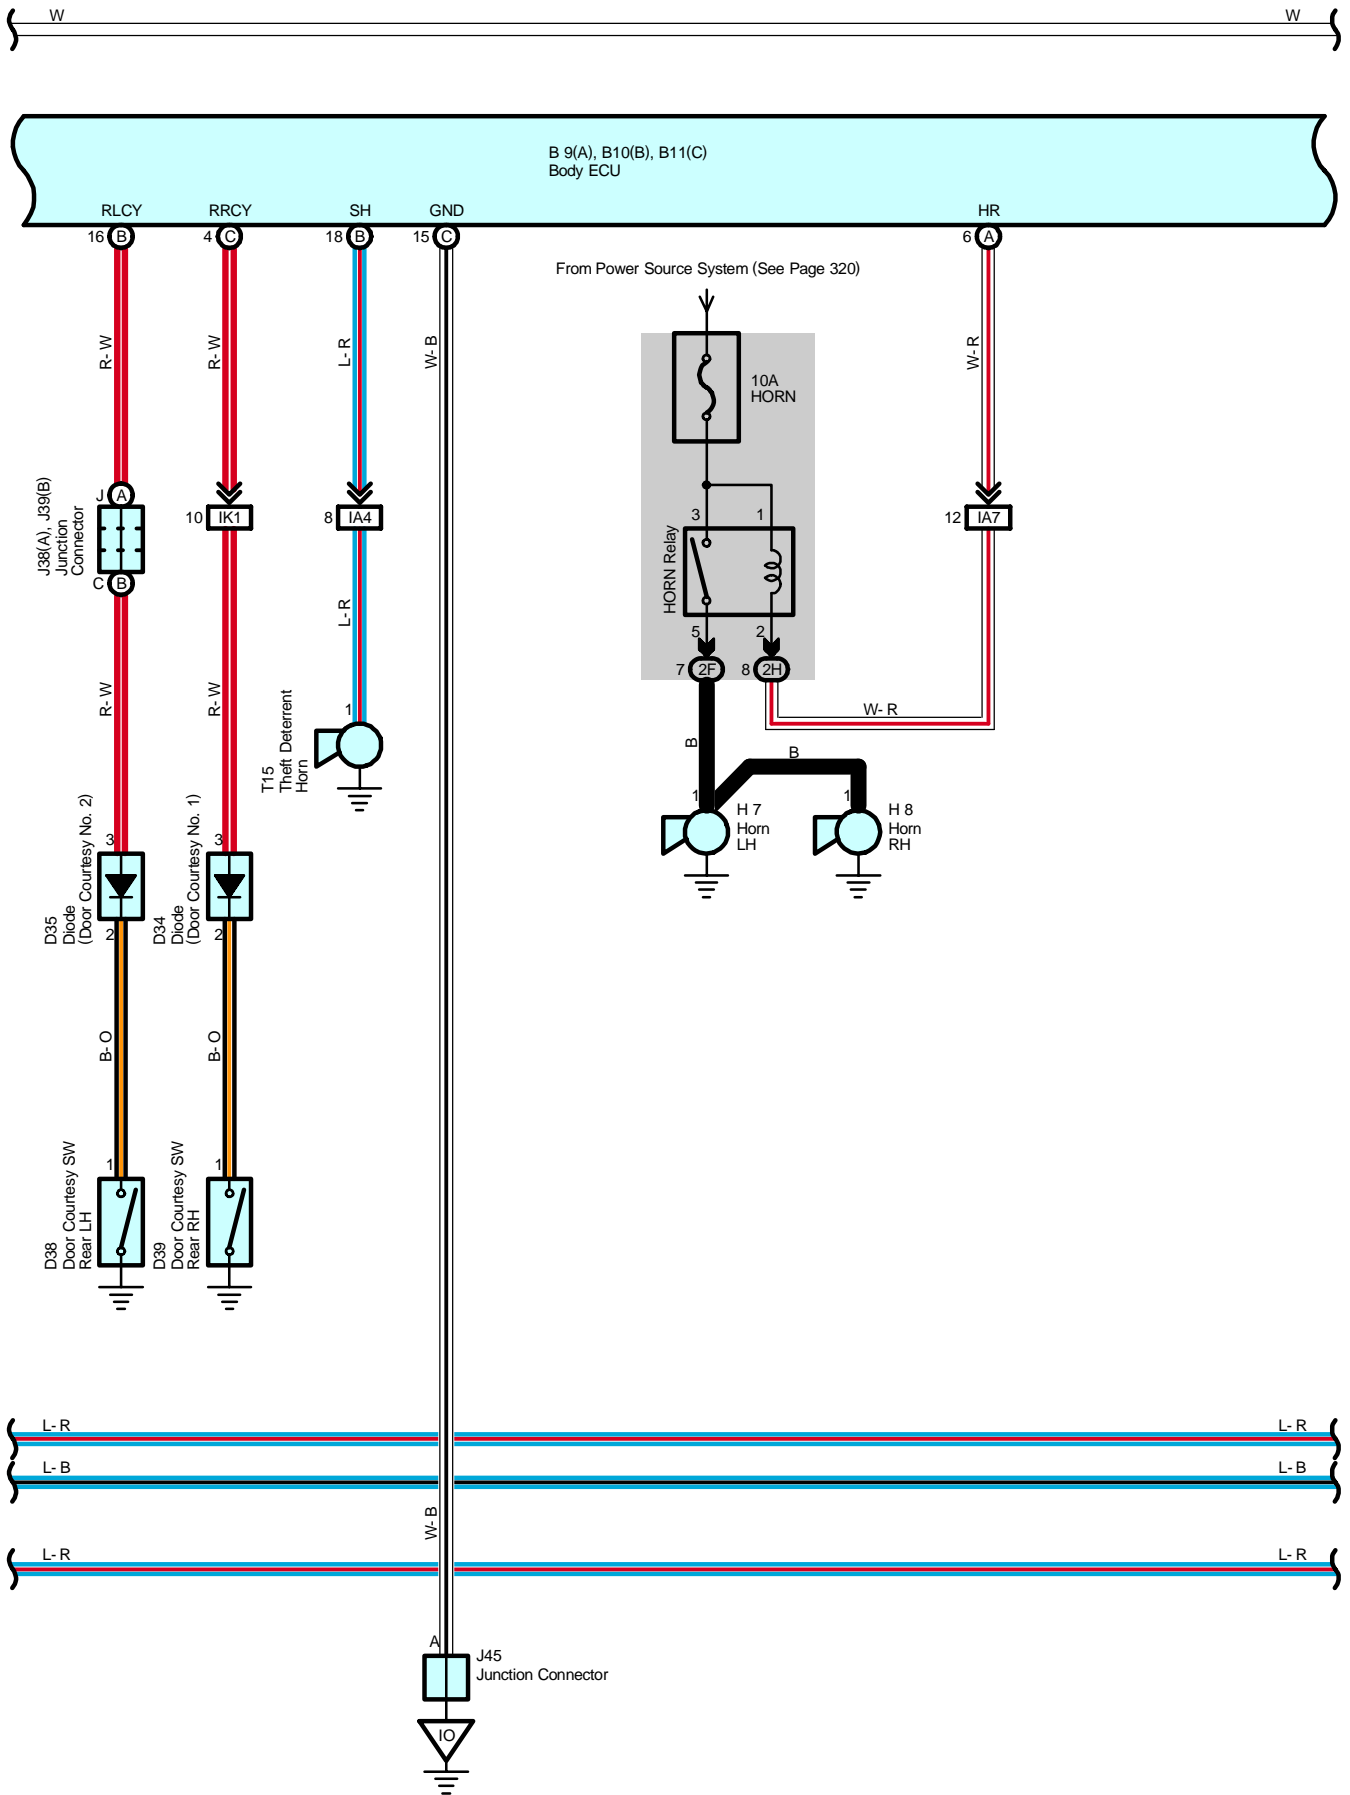 W
W
B 9(A), B10(B), B11(C)
Body ECU
RLCY
RRCY
SH
GND
HR
16 B
4 C
18 B
15 C
6 A
From Power Source System (See Page 320)
R- W
R- W
L- R
W- B
W- R
10A
HORN
J38(A), J39(B)
Junction
Connector
J A
C B
10 IK1
8 IA4
12 IA7
3
1
HORN Relay
5
2
7 2F
8 2H
L- R
R- W
R- W
W- R
B
B
1
T15
Theft Deterrent
Horn
1
H 7
Horn
LH
1
H 8
Horn
RH
3
D35
Diode
(Door Courtesy No. 2)
2
3
D34
Diode
(Door Courtesy No. 1)
2
B- O
B- O
1
D38
Door Courtesy SW
Rear LH
1
D39
Door Courtesy SW
Rear RH
L- R
L- R
L- B
L- B
W- B
L- R
L- R
A
J45
Junction Connector
IO